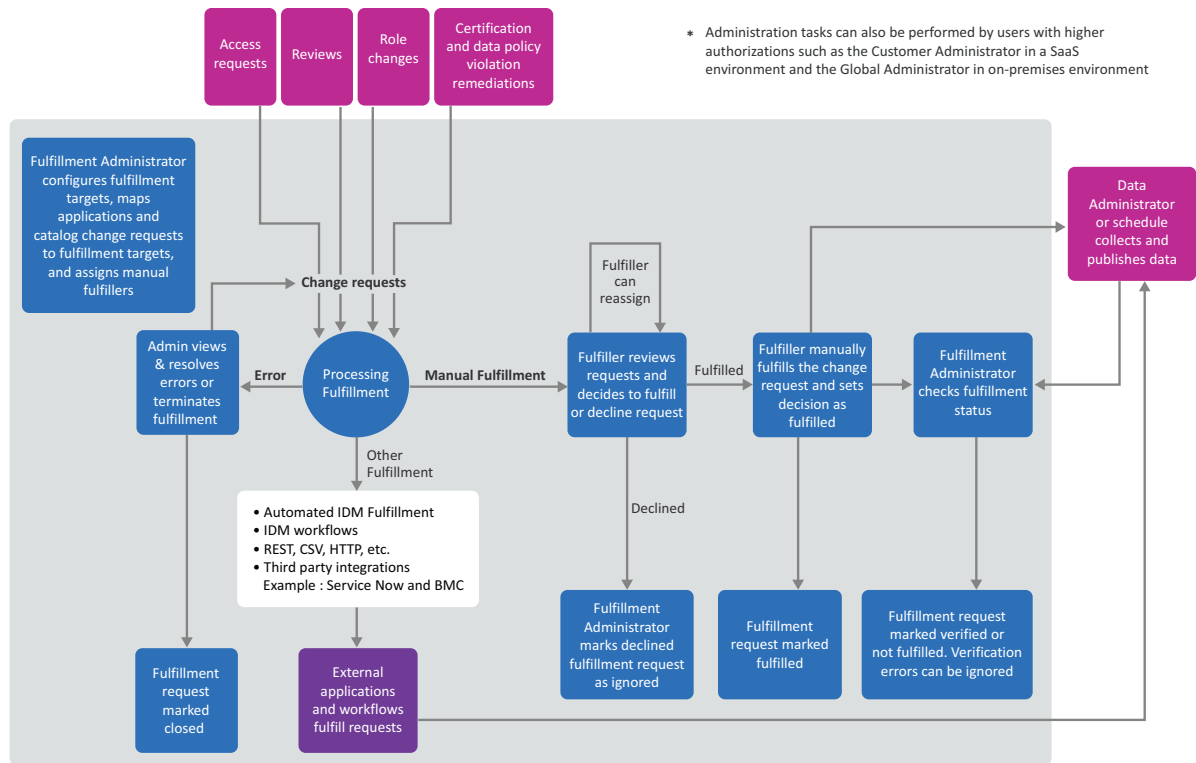 Access
requests
Reviews
Role
changes
Certification
and data policy
violation
remediations
* Administration tasks can also be performed by users with higher
authorizations such as the Customer Administrator in a SaaS
environment and the Global Administrator in on-premises environment
Fulfillment Administrator
configures fulfillment
targets, maps
applications and
catalog change requests
to fulfillment targets,
and assigns manual
fulfillers
Data
Administrator
or schedule
collects and
publishes data
Change requests
Fulfiller
can
reassign
Admin views
& resolves
errors or
terminates
fulfillment
Error
Processing
Fulfillment
Manual Fulfillment
Fulfiller reviews
requests and
decides to fulfill
or decline request
Fulfilled
Fulfiller manually
fulfills the change
request and sets
decision as
fulfilled
Fulfillment
Administrator
checks fulfillment
status
Other
Fulfillment
• Automated IDM Fulfillment
• IDM workflows
• REST, CSV, HTTP, etc.
• Third party integrations
Example : Service Now and BMC
Declined
Fulfillment
request
marked
closed
External
applications
and workflows
fulfill requests
Fulfillment
Administrator
marks declined
fulfillment request
as ignored
Fulfillment
request marked
fulfilled
Fulfillment request
marked verified or
not fulfilled. Verification
errors can be ignored